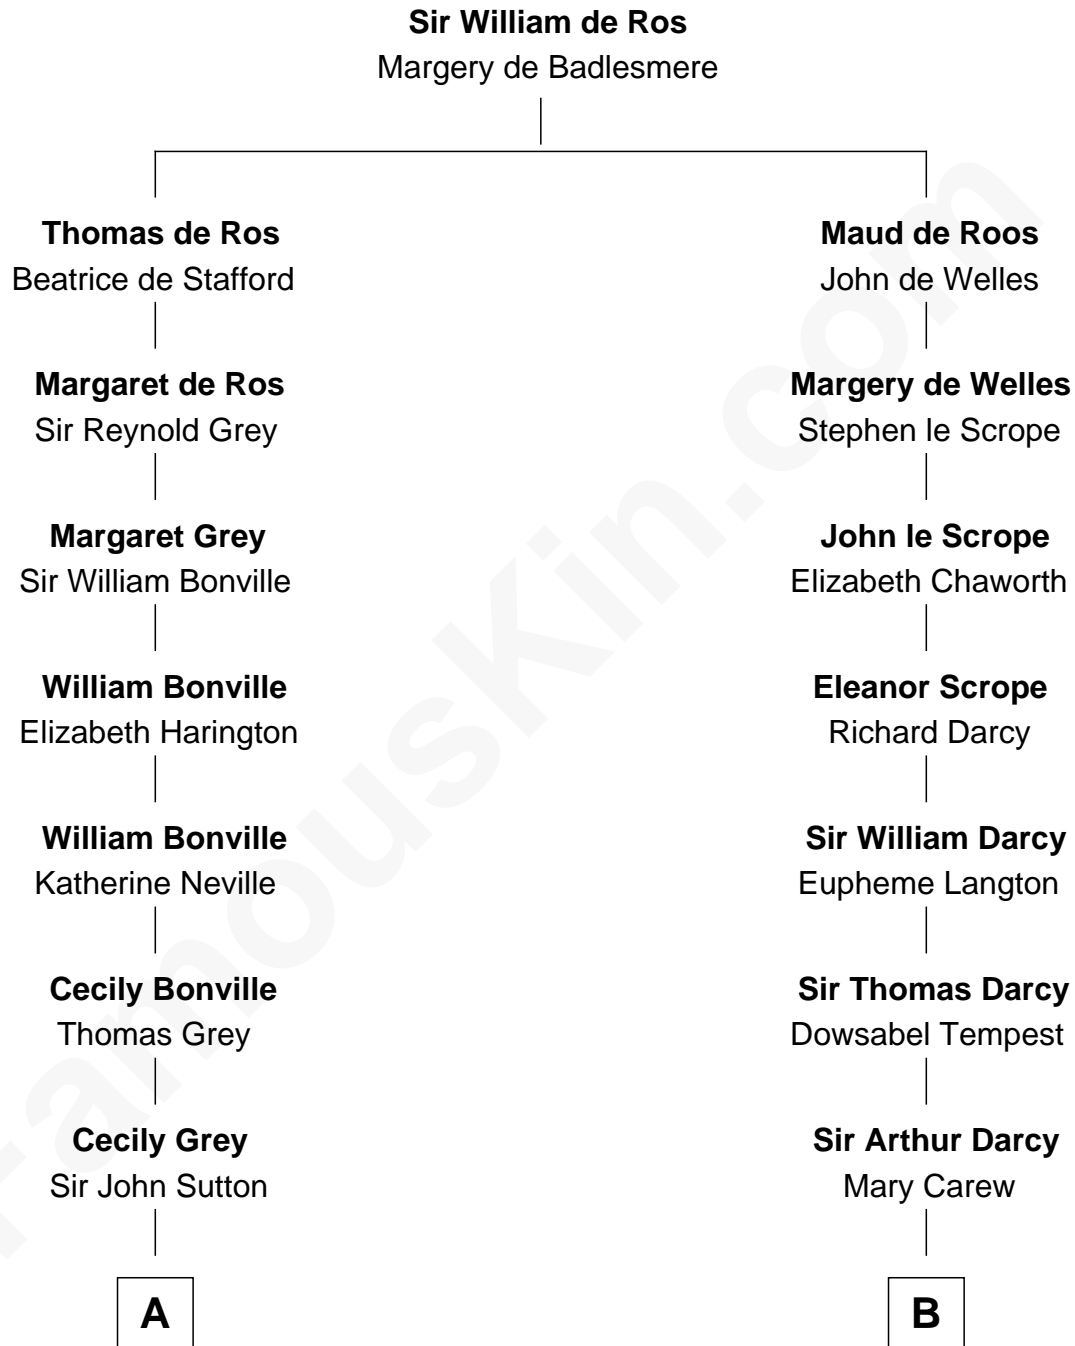 Sir William de Ros
Margery de Badlesmere
Thomas de Ros
Beatrice de Stafford
Maud de Roos
John de Welles
Margaret de Ros
Sir Reynold Grey
Margery de Welles
Stephen le Scrope
Margaret Grey
Sir William Bonville
John le Scrope
Elizabeth Chaworth
William Bonville
Elizabeth Harington
Eleanor Scrope
Richard Darcy
William Bonville
Katherine Neville
Sir William Darcy
Eupheme Langton
Cecily Bonville
Thomas Grey
Sir Thomas Darcy
Dowsabel Tempest
Cecily Grey
Sir John Sutton
Sir Arthur Darcy
Mary Carew
A
B
FamousKin.com